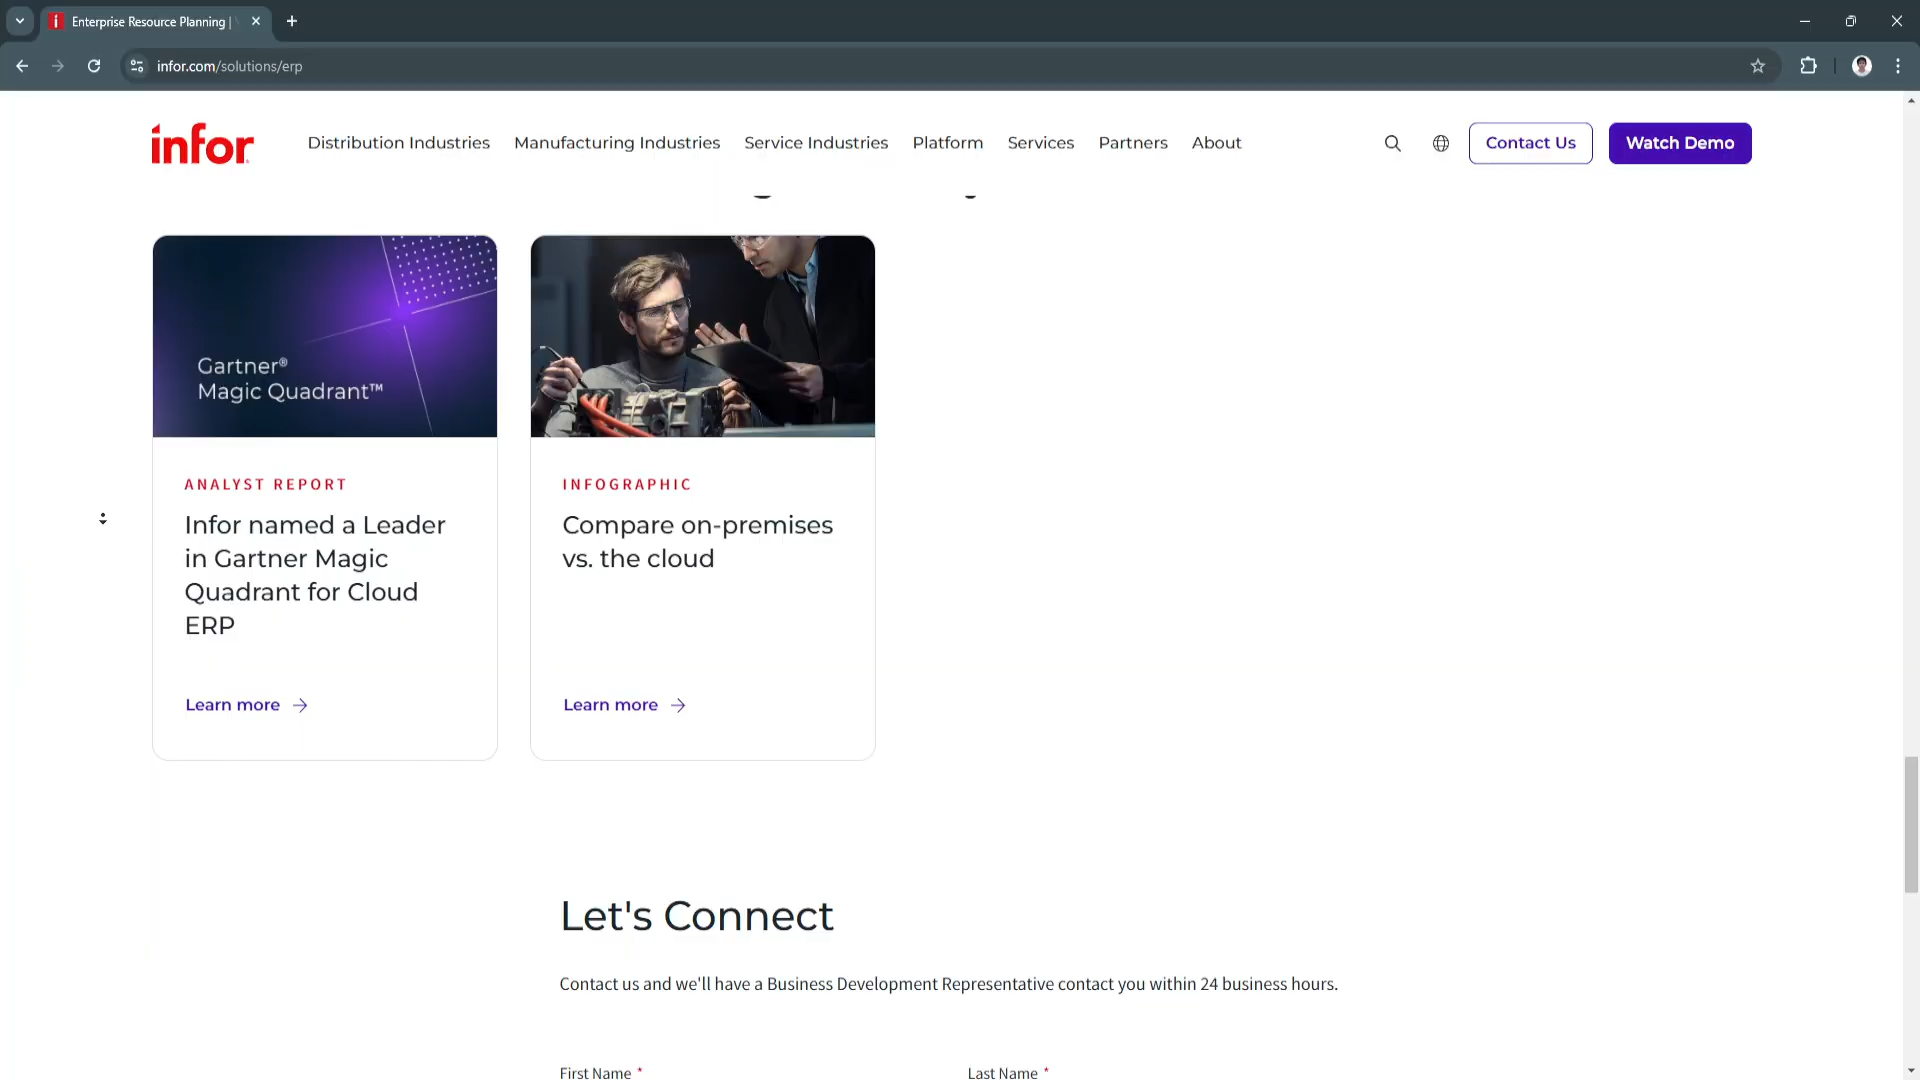 Enterprise Resource Planning |
infor.com/solutions/erp
infor
Distribution Industries
Manufacturing Industries
Service Industries
Platform
Services
Partners
About
Contact Us
Watch Demo
Gartner®
Magic Quadrant™
ANALYST REPORT
Infor named a Leader
in Gartner Magic
Quadrant for Cloud
ERP
Learn more
INFOGRAPHIC
Compare on-premises
vs. the cloud
Learn more
Let's Connect
Contact us and we'll have a Business Development Representative contact you within 24 business hours.
First Name *
Last Name *